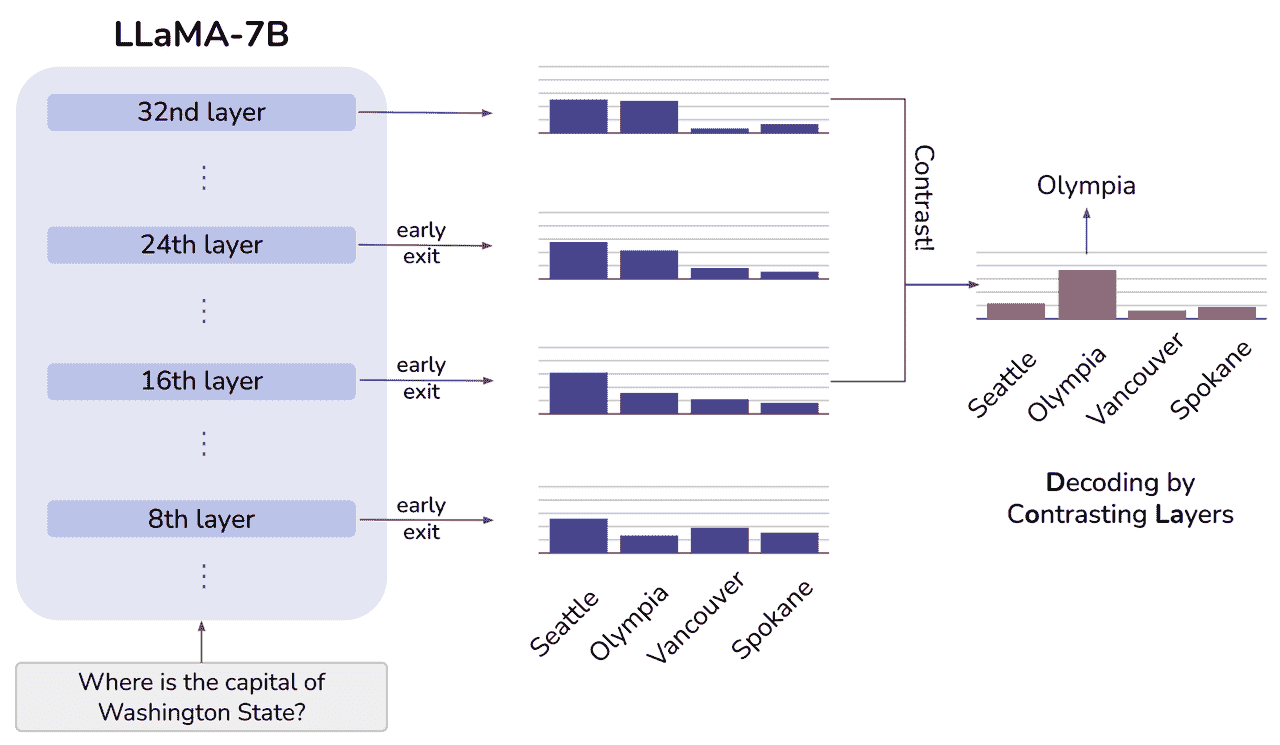 LLaMA-7B
32nd layer
24th layer
early
exit
16th layer
early
exit
8th layer
early
exit
Where is the capital of
Washington State?
Seattle
Olympia
Vancouver
Spokane
Contrast!
Olympia
Seattle
Olympia
Vancouver
Spokane
Decoding by
Contrasting Layers